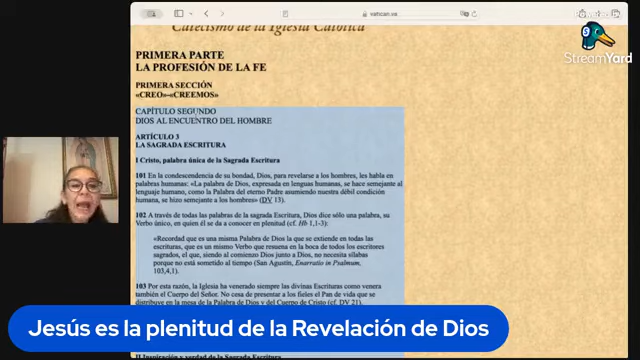 Catecismo de la Iglesia Católica
vatican.va
StreamYard
PRIMERA PARTE
LA PROFESIÓN DE LA FE
PRIMERA SECCIÓN
«CREO»-«CREEMOS»
CAPÍTULO SEGUNDO
DIOS AL ENCUENTRO DEL HOMBRE
ARTÍCULO 3
LA SAGRADA ESCRITURA
I Cristo, palabra única de la Sagrada Escritura
101 En la condescendencia de su bondad, Dios, para revelarse a los hombres, les habla en
palabras humanas: «La palabra de Dios, expresada en lenguas humanas, se hace semejante al
lenguaje humano, como la Palabra del eterno Padre asumiendo nuestra débil condición
humana, se hizo semejante a los hombres» (DV 13).
102 A través de todas las palabras de la sagrada Escritura, Dios dice sólo una palabra, su
Verbo único, en quien él se da a conocer en plenitud (cf. Hb 1,1-3):
«Recordad que es una misma Palabra de Dios la que se extiende en todas las
escrituras, que es un mismo Verbo que resuena en la boca de todos los escritores
sagrados, el que, siendo al comienzo Dios junto a Dios, no necesita sílabas
porque no está sometido al tiempo (San Agustín, Enarratio in Psalmum,
103,4,1).
103 Por esta razón, la Iglesia ha venerado siempre las divinas Escrituras como venera
también el Cuerpo del Señor. No cesa de presentar a los fieles el Pan de vida que se
distribuye en la mesa de la Palabra de Dios y del Cuerpo de Cristo (cf. DV 21).
Jesús es la plenitud de la Revelación de Dios
II Inspiración y verdad de la Sagrada Escritura